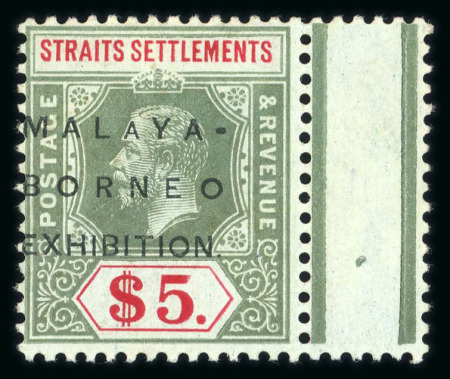 STRAITS SETTLEMENTS
POSTAGE
& REVENUE
MALAYA-
BORNEO
EXHIBITION.
$5.